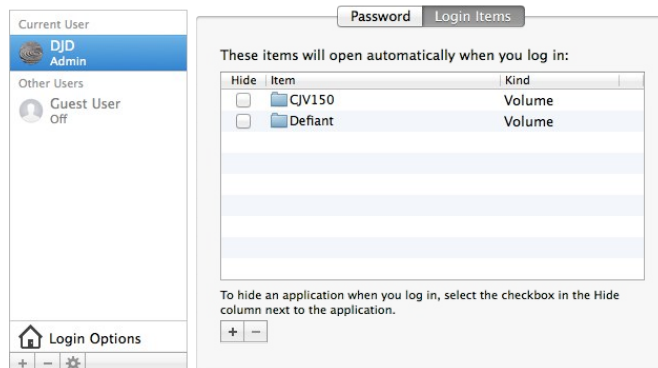 Current User
DJD
Admin
Other Users
Guest User
Off
Login Options
Password
Login Items
These items will open automatically when you log in:
Hide Item Kind
CJV150 Volume
Defiant Volume
To hide an application when you log in, select the checkbox in the Hide
column next to the application.